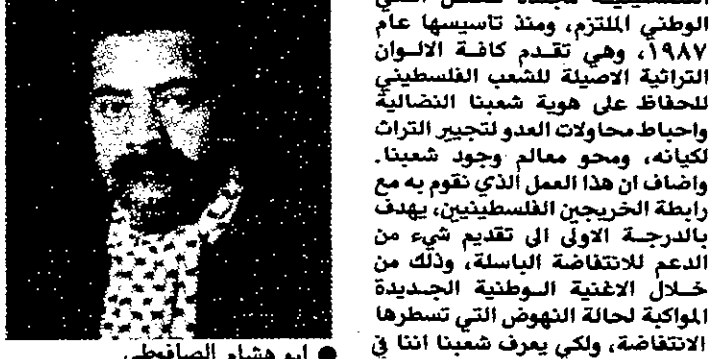 الوطني الملتزم، ومنذ تاسيسها عام
١٩٨٧، وهي تقدم كافة الالوان
التراثية الاصيلة للشعب الفلسطيني
للحفاظ على هوية شعبنا النضالية
واحباط محاولات العدو لتجيير التراث
لكيانه، ومحو معالم وجود شعبنا.
واضاف ان هذا العمل الذي نقوم به مع
رابطة الخريجين الفلسطينيين، يهدف
بالدرجة الاولى الى تقديم شيء من
الدعم للانتفاضة الباسلة، وذلك من
خلال الاغنية الوطنية الجديدة
المواكبة لحالة النهوض التي تسطرها
الانتفاضة، ولكي يعرف شعبنا اننا في
● ابو هشام الصافوطي